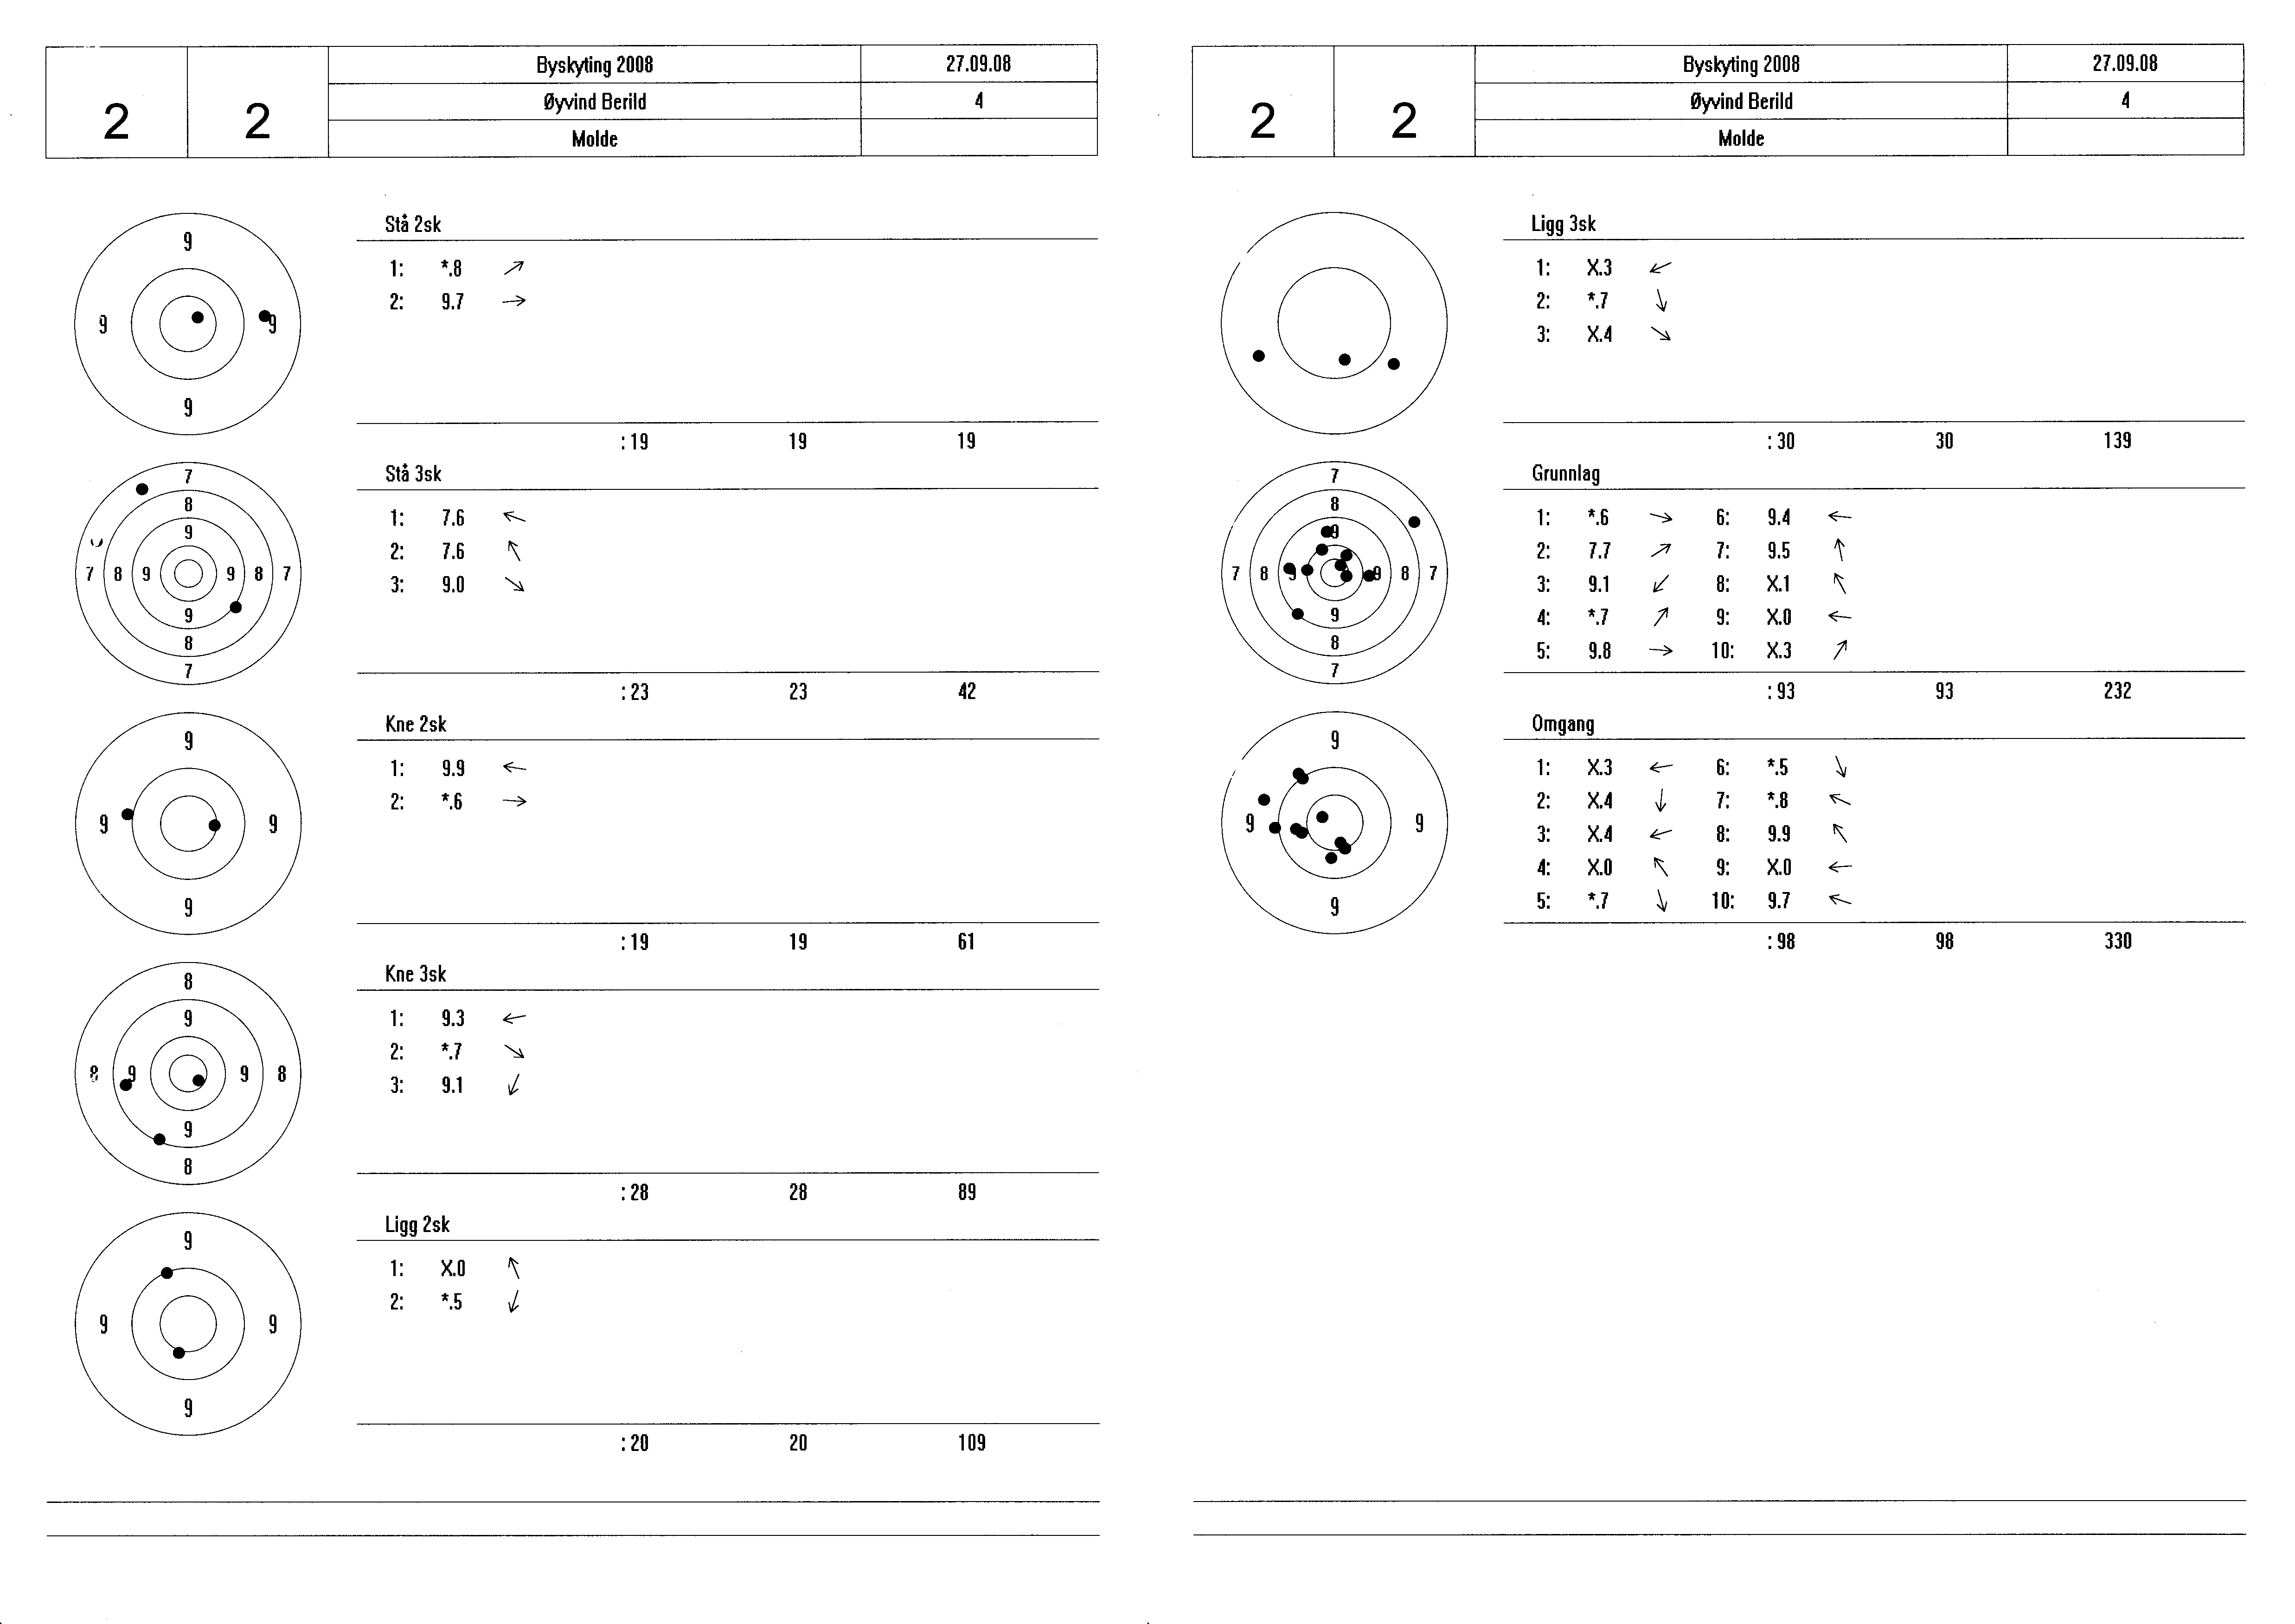 2 2 Byskyting 2008 27.09.08
Øyvind Berild 4
Molde
Stå 2sk
1: *.8
2: 9.7
: 19 19 19
9
9 9
9
Stå 3sk
1: 7.6
2: 7.6
3: 9.0
: 23 23 42
7
8
9
7 8 9 9 8 7
9
8
7
Kne 2sk
1: 9.9
2: *.6
: 19 19 61
9
9 9
9
Kne 3sk
1: 9.3
2: *.7
3: 9.1
: 28 28 89
8
9
8 9 9 8
9
8
Ligg 2sk
1: X.0
2: *.5
: 20 20 109
9
9 9
9
2 2 Byskyting 2008 27.09.08
Øyvind Berild 4
Molde
Ligg 3sk
1: X.3
2: *.7
3: X.4
: 30 30 139
Grunnlag
1: *.6 6: 9.4
2: 7.7 7: 9.5
3: 9.1 8: X.1
4: *.7 9: X.0
5: 9.8 10: X.3
: 93 93 232
7
8
9
7 8 9 9 8 7
9
8
7
Omgang
1: X.3 6: *.5
2: X.4 7: *.8
3: X.4 8: 9.9
4: X.0 9: X.0
5: *.7 10: 9.7
: 98 98 330
9
9 9
9